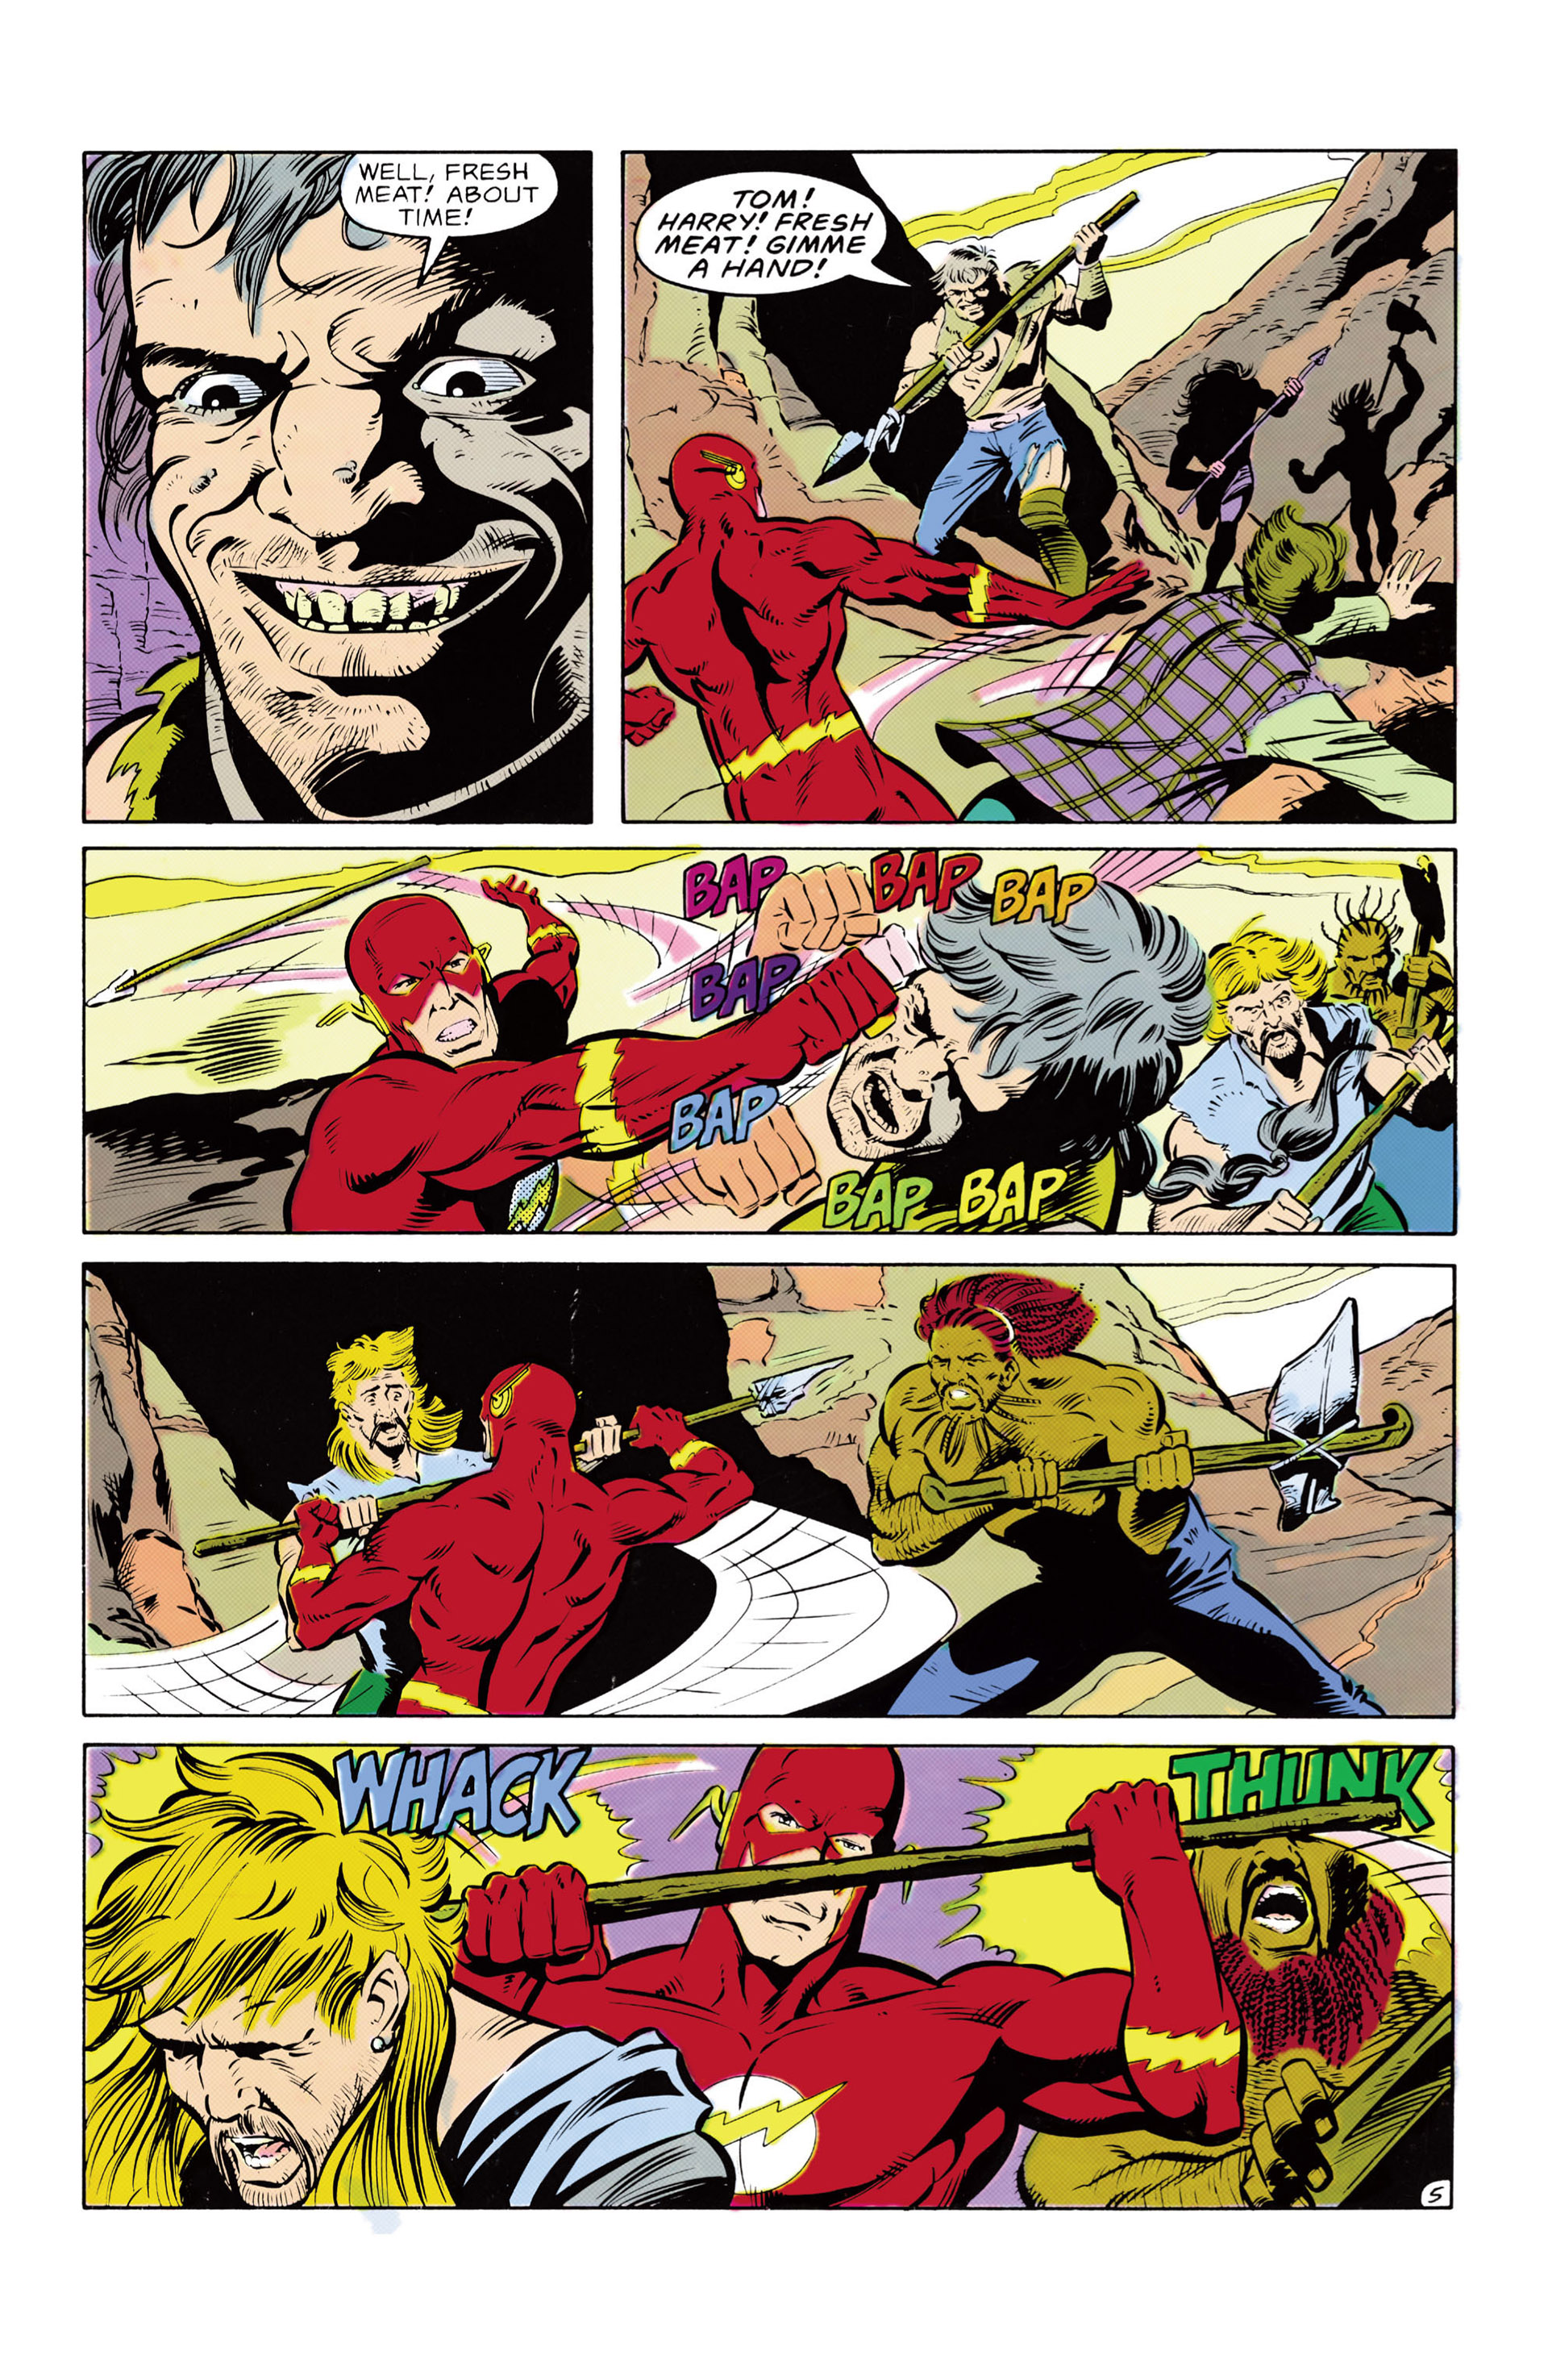 WELL, FRESH
MEAT! ABOUT
TIME!
TOM!
HARRY! FRESH
MEAT! GIMME
A HAND!
BAP
BAP
BAP
BAP
BAP
BAP
BAP
WHACK
THUNK
5